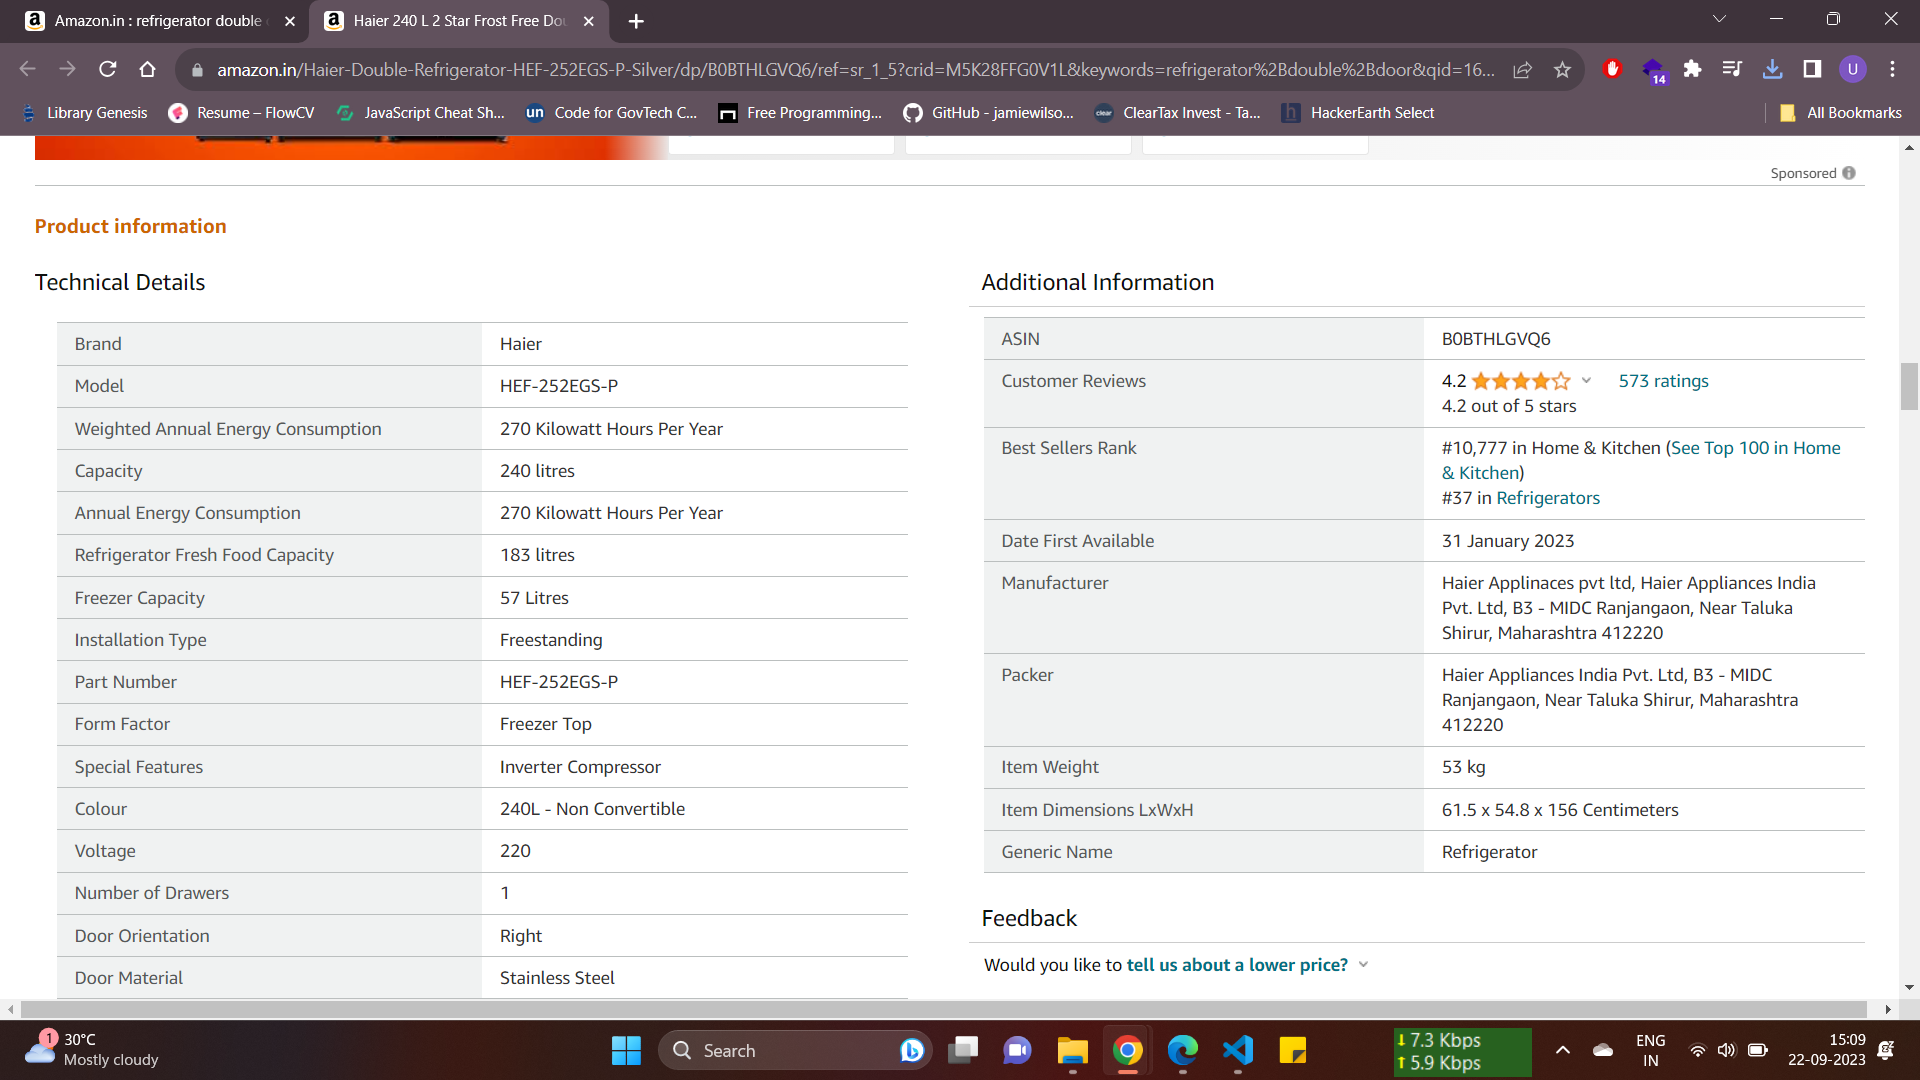 Amazon.in : refrigerator double
Haier 240 L 2 Star Frost Free Do
amazon.in/Haier-Double-Refrigerator-HEF-252EGS-P-Silver/dp/B0BTHLGVQ6/ref=sr_1_5?crid=M5K28FFG0V1L&keywords=refrigerator%2Bdouble%2Bdoor&qid=16...
14
U
Library Genesis
Resume – FlowCV
JavaScript Cheat Sh...
un Code for GovTech C...
Free Programming...
GitHub - jamiewilso...
clear ClearTax Invest - Ta...
h HackerEarth Select
All Bookmarks
Sponsored
Product information
Technical Details
Brand Haier
Model HEF-252EGS-P
Weighted Annual Energy Consumption 270 Kilowatt Hours Per Year
Capacity 240 litres
Annual Energy Consumption 270 Kilowatt Hours Per Year
Refrigerator Fresh Food Capacity 183 litres
Freezer Capacity 57 Litres
Installation Type Freestanding
Part Number HEF-252EGS-P
Form Factor Freezer Top
Special Features Inverter Compressor
Colour 240L - Non Convertible
Voltage 220
Number of Drawers 1
Door Orientation Right
Door Material Stainless Steel
Additional Information
ASIN B0BTHLGVQ6
Customer Reviews 4.2 573 ratings
4.2 out of 5 stars
Best Sellers Rank #10,777 in Home & Kitchen (See Top 100 in Home
& Kitchen)
#37 in Refrigerators
Date First Available 31 January 2023
Manufacturer Haier Applinaces pvt ltd, Haier Appliances India
Pvt. Ltd, B3 - MIDC Ranjangaon, Near Taluka
Shirur, Maharashtra 412220
Packer Haier Appliances India Pvt. Ltd, B3 - MIDC
Ranjangaon, Near Taluka Shirur, Maharashtra
412220
Item Weight 53 kg
Item Dimensions LxWxH 61.5 x 54.8 x 156 Centimeters
Generic Name Refrigerator
Feedback
Would you like to tell us about a lower price?
1
30°C
Mostly cloudy
Search
7.3 Kbps
5.9 Kbps
ENG
IN
15:09
22-09-2023